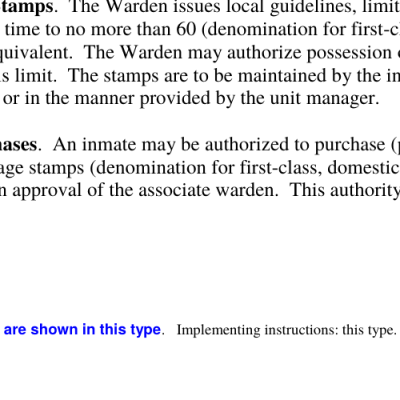 tamps.  The Warden issues local guidelines, limit
time to no more than 60 (denomination for first-c
quivalent.  The Warden may authorize possession
s limit.  The stamps are to be maintained by the in
or in the manner provided by the unit manager.
ases.  An inmate may be authorized to purchase (
age stamps (denomination for first-class, domestic
n approval of the associate warden.  This authority
are shown in this type.  Implementing instructions: this type.